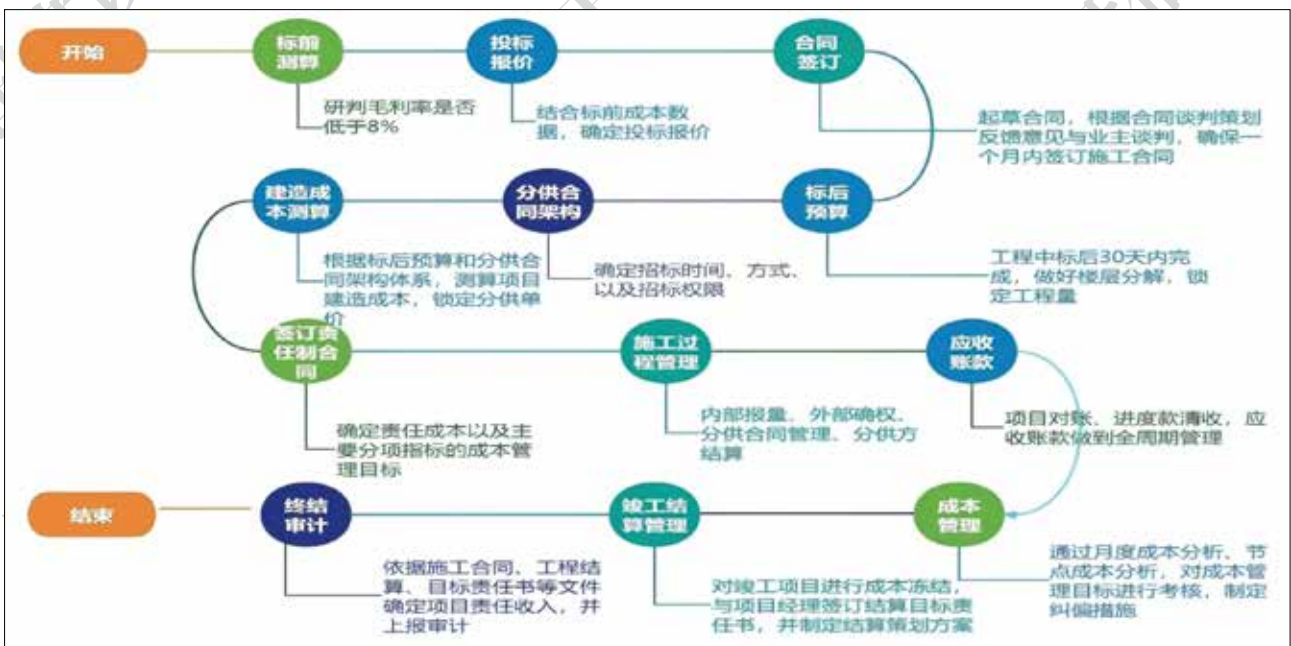 开始
标前
测算
投标
报价
合同
签订
研判毛利率是否
低于8%
结合标前成本数
据，确定投标报价
起草合同，根据合同谈判策划
反馈意见与业主谈判，确保一
个月内签订施工合同
建造成
本测算
分供合
同架构
标后
预算
根据标后预算和分供合
同架构体系，测算项目
建造成本，锁定分供单
价
确定招标时间、方式、
以及招标权限
工程中标后30天内完
成，做好楼层分解，锁
定工程量
签订责
任制合
同
施工过
程管理
应收
账款
确定责任成本以及主
要分项指标的成本管
理目标
内部报量、外部确权、
分供合同管理、分供方
结算
项目对账、进度款清收，应
收账款做到全周期管理
结束
终结
审计
竣工结
算管理
成本
管理
依据施工合同、工程结
算、目标责任书等文件
确定项目责任收入，并
上报审计
对竣工项目进行成本冻结，
与项目经理签订结算目标责
任书，并制定结算策划方案
通过月度成本分析、节
点成本分析，对成本管
理目标进行考核，制定
纠偏措施